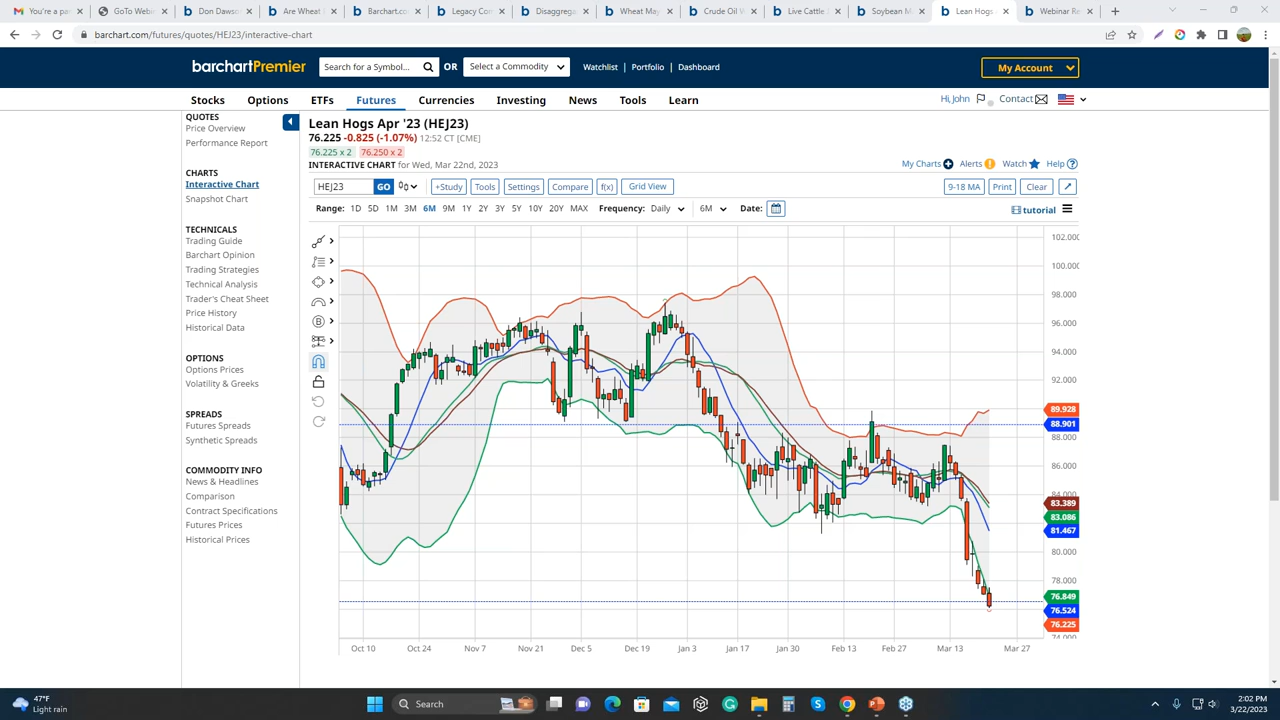 You're a pa
GoTo Webi
Don Dawso
Are Wheat
Barchart.co
Legacy Com
Disaggrega
Wheat May
Crude Oil W
Live Cattle
Soybean M
Lean Hogs
Webinar Re
barchart.com/futures/quotes/HEJ23/interactive-chart
barchartPremier Search for a Symbol... OR Select a Commodity Watchlist Portfolio Dashboard My Account
Stocks Options ETFs Futures Currencies Investing News Tools Learn Hi, John Contact
QUOTES
Price Overview
Performance Report
CHARTS
Interactive Chart
Snapshot Chart
TECHNICALS
Trading Guide
Barchart Opinion
Trading Strategies
Technical Analysis
Trader's Cheat Sheet
Price History
Historical Data
OPTIONS
Options Prices
Volatility & Greeks
SPREADS
Futures Spreads
Synthetic Spreads
COMMODITY INFO
News & Headlines
Comparison
Contract Specifications
Futures Prices
Historical Prices
Lean Hogs Apr '23 (HEJ23)
76.225 -0.825 (-1.07%) 12:52 CT [CME]
76.225 x 2 76.250 x 2
INTERACTIVE CHART for Wed, Mar 22nd, 2023 My Charts Alerts Watch Help
HEJ23 GO +Study Tools Settings Compare f(x) Grid View 9-18 MA Print Clear
Range: 1D 5D 1M 3M 6M 9M 1Y 2Y 3Y 5Y 10Y 20Y MAX Frequency: Daily 6M Date: tutorial
102.000
100.000
98.000
96.000
94.000
92.000
89.928
88.901
88.000
86.000
84.000
83.389
83.086
81.467
80.000
78.000
76.849
76.524
76.225
74.000
Oct 10 Oct 24 Nov 7 Nov 21 Dec 5 Dec 19 Jan 3 Jan 17 Jan 30 Feb 13 Feb 27 Mar 13 Mar 27
47°F
Light rain
Search
2:02 PM
3/22/2023